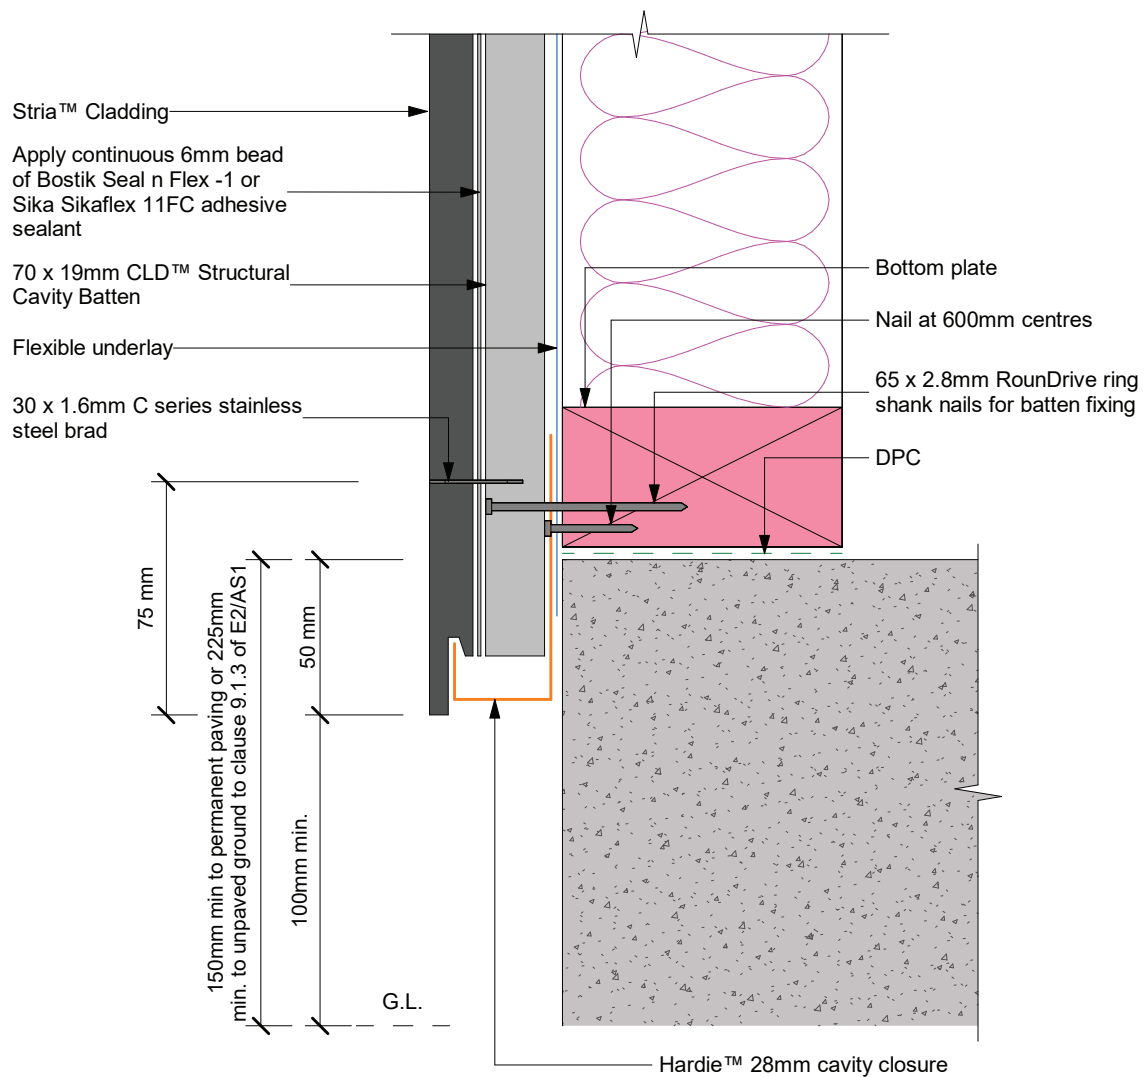 Stria™ Cladding
Apply continuous 6mm bead
of Bostik Seal n Flex -1 or
Sika Sikaflex 11FC adhesive
sealant
70 x 19mm CLD™ Structural
Cavity Batten
Flexible underlay
30 x 1.6mm C series stainless
steel brad
Bottom plate
Nail at 600mm centres
65 x 2.8mm RounDrive ring
shank nails for batten fixing
DPC
75 mm
150mm min to permanent paving or 225mm
min. to unpaved ground to clause 9.1.3 of E2/AS1
50 mm
100mm min.
G.L.
Hardie™ 28mm cavity closure